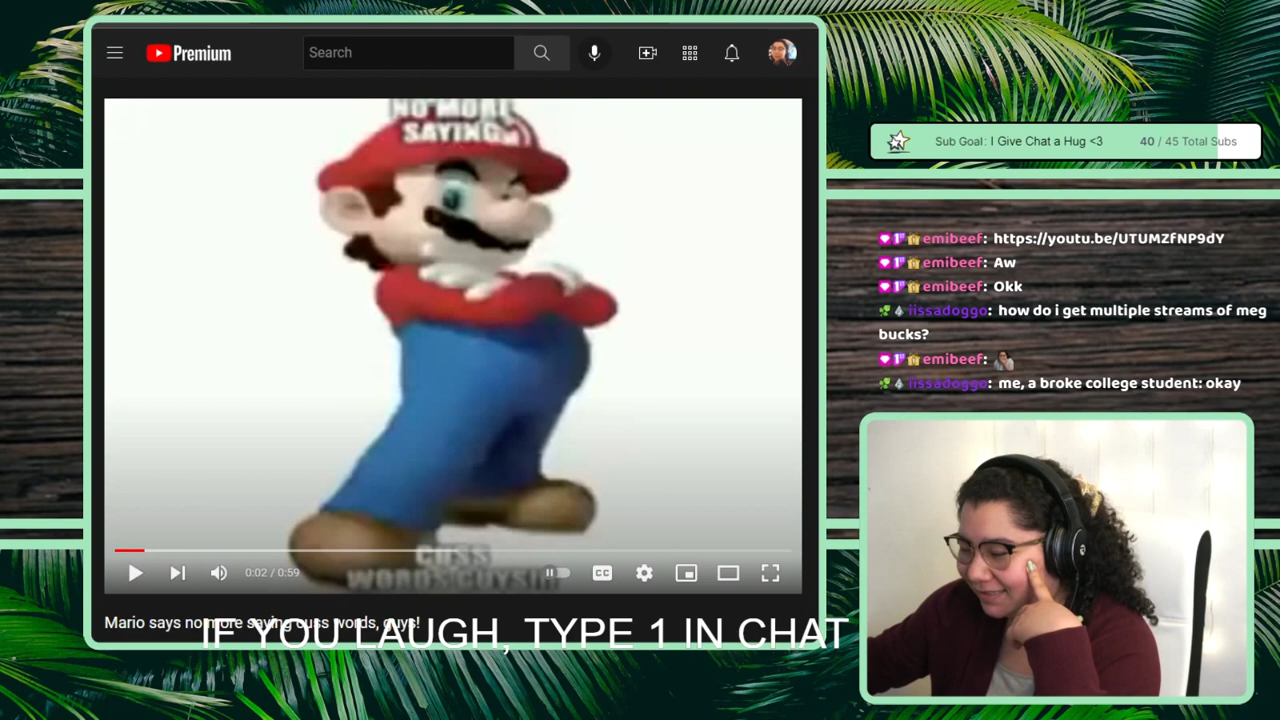 Premium
Search
Sub Goal: I Give Chat a Hug <3 40 / 45 Total Subs
NO MORE
SAYING
CUSS
WORDS GUYS!!
0:02 / 0:59
CC
Mario says no more saying cuss words, guys!
IF YOU LAUGH, TYPE 1 IN CHAT
emibeef: https://youtu.be/UTUMZfNP9dY
emibeef: Aw
emibeef: Okk
iissadoggo: how do i get multiple streams of meg
bucks?
emibeef:
iissadoggo: me, a broke college student: okay